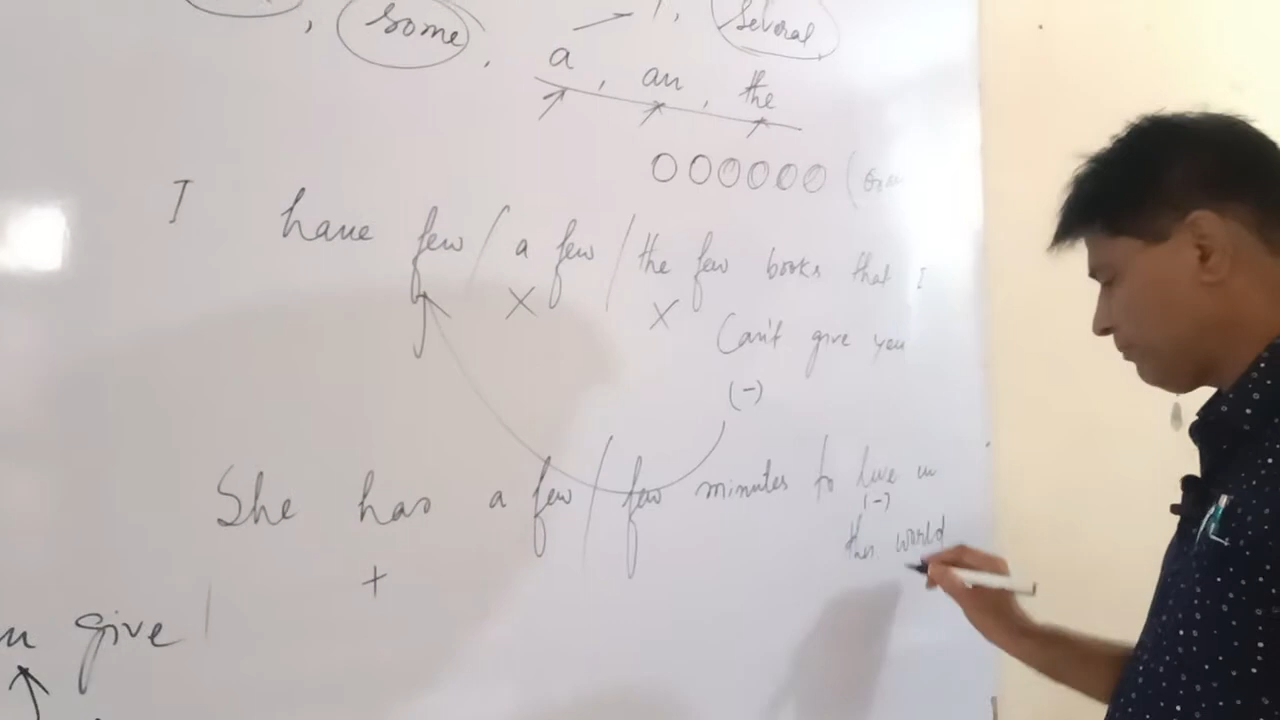 , some, 1, several
a, an, the
I have few / a few / the few books that I
× ×
Can't give you
(-)
She has a few / few minutes to live in
(-)
this world
+
give